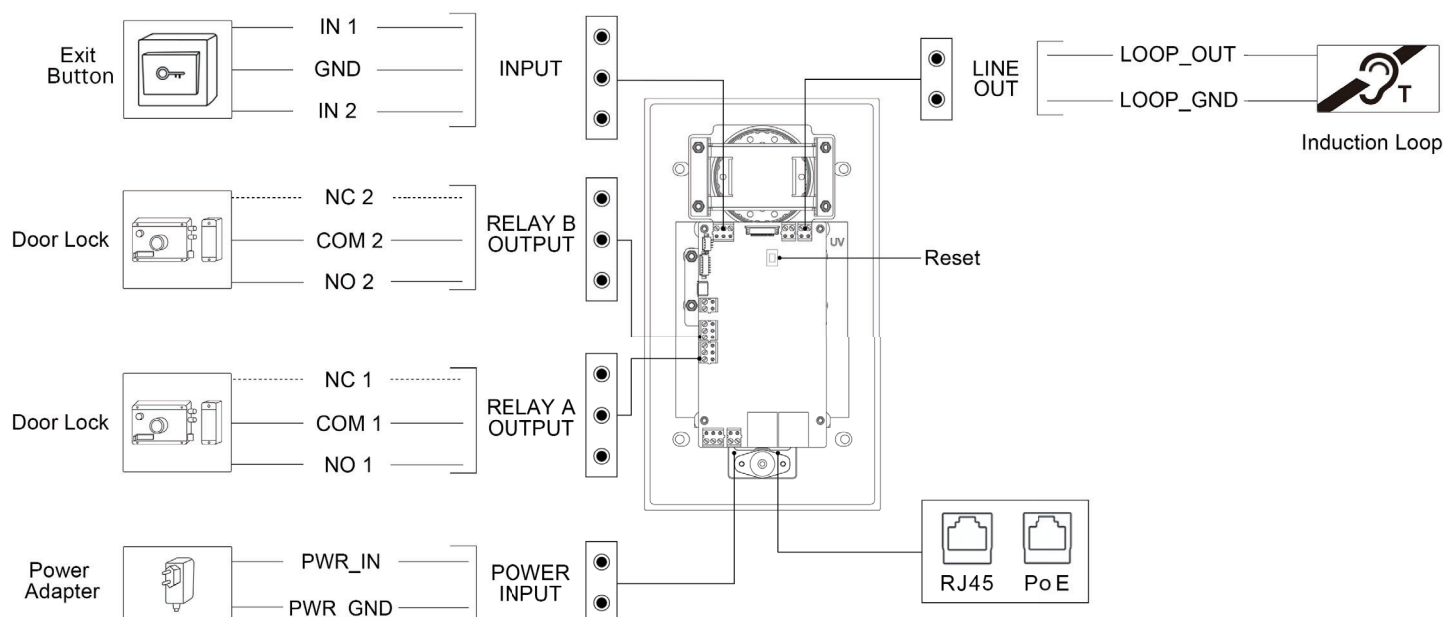 Exit
Button
IN 1
GND
IN 2
INPUT
LINE
OUT
LOOP_OUT
LOOP_GND
T
Induction Loop
Door Lock
NC 2
COM 2
NO 2
RELAY B
OUTPUT
UV
Reset
Door Lock
NC 1
COM 1
NO 1
RELAY A
OUTPUT
Power
Adapter
PWR_IN
PWR_GND
POWER
INPUT
RJ45
PoE